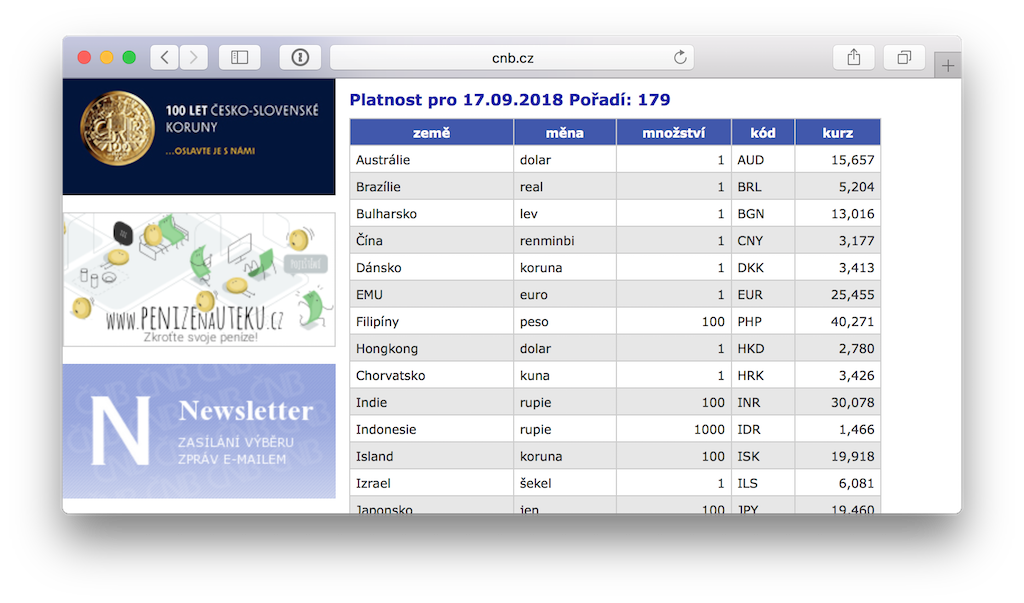 cnb.cz
100 LET ČESKO-SLOVENSKÉ
KORUNY
...OSLAVTE JE S NÁMI
www.PENIZENAUTEKU.cz
Zkroťte svoje peníze!
N Newsletter
ZASÍLÁNÍ VÝBĚRU
ZPRÁV E-MAILEM
Platnost pro 17.09.2018 Pořadí: 179
země měna množství kód kurz
Austrálie dolar 1 AUD 15,657
Brazílie real 1 BRL 5,204
Bulharsko lev 1 BGN 13,016
Čína renminbi 1 CNY 3,177
Dánsko koruna 1 DKK 3,413
EMU euro 1 EUR 25,455
Filipíny peso 100 PHP 40,271
Hongkong dolar 1 HKD 2,780
Chorvatsko kuna 1 HRK 3,426
Indie rupie 100 INR 30,078
Indonesie rupie 1000 IDR 1,466
Island koruna 100 ISK 19,918
Izrael šekel 1 ILS 6,081
Japonsko jen 100 JPY 19,460